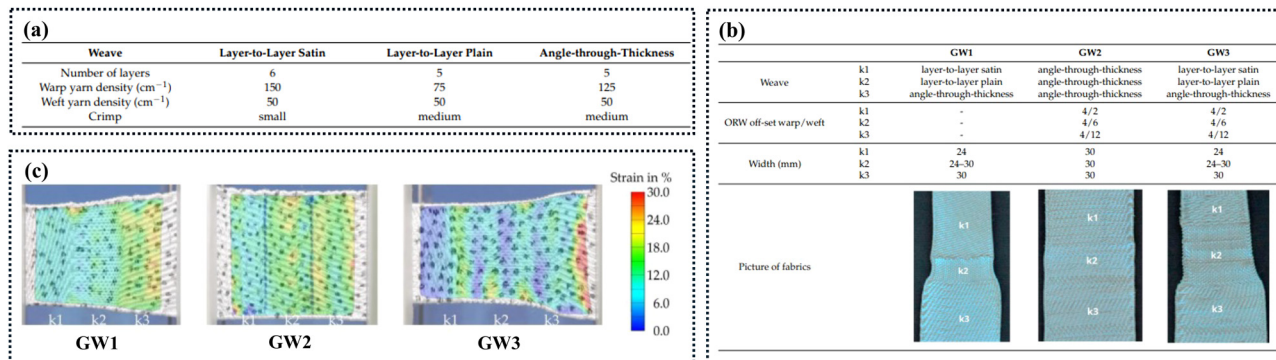 (a)
Weave Layer-to-Layer Satin Layer-to-Layer Plain Angle-through-Thickness
Number of layers 6 5 5
Warp yarn density (cm⁻¹) 150 75 125
Weft yarn density (cm⁻¹) 50 50 50
Crimp small medium medium
(b)
GW1 GW2 GW3
k1 layer-to-layer satin angle-through-thickness layer-to-layer satin
Weave k2 layer-to-layer plain angle-through-thickness layer-to-layer plain
k3 angle-through-thickness angle-through-thickness angle-through-thickness
k1 - 4/2 4/2
ORW off-set warp/weft k2 - 4/6 4/6
k3 - 4/12 4/12
k1 24 30 24
Width (mm) k2 24–30 30 24–30
k3 30 30 30
Picture of fabrics
k1 k1 k1
k2 k2 k2
k3 k3 k3
(c)
Strain in %
30.0
24.0
18.0
12.0
6.0
0.0
k1 k2 k3 k1 k2 k3 k1 k2 k3
GW1 GW2 GW3